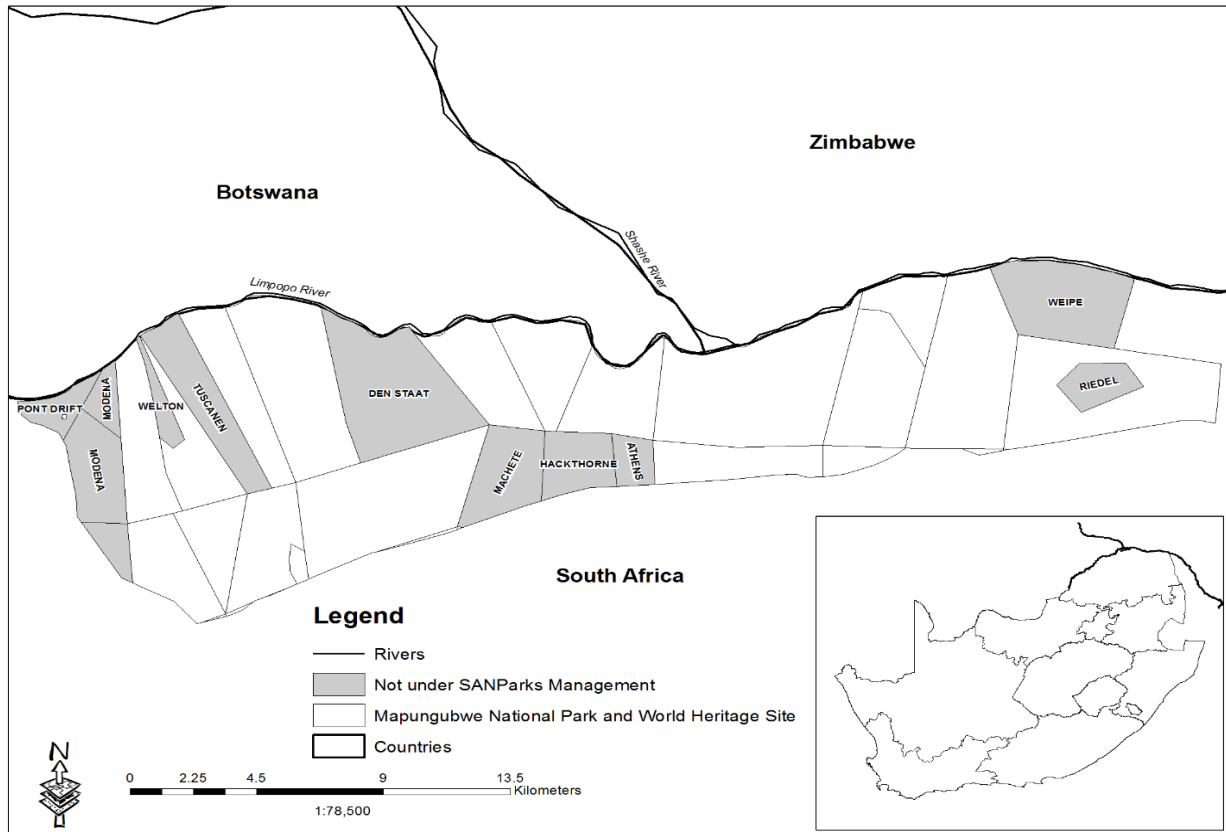 Zimbabwe
Botswana
Shashe River
Limpopo River
WEIPE
RIEDEL
PONT DRIFT
MODENA
WELTON
TUSCANEN
DEN STAAT
MODENA
MACHETE
HACKTHORNE
ATHENS
South Africa
Legend
Rivers
Not under SANParks Management
Mapungubwe National Park and World Heritage Site
Countries
N
0 2.25 4.5 9 13.5
Kilometers
1:78,500